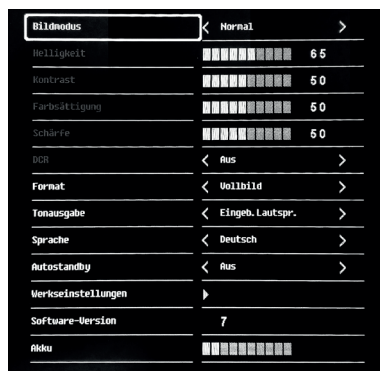 Bildmodus Normal
Helligkeit 65
Kontrast 50
Farbsättigung 50
Schärfe 50
DCR Aus
Format Vollbild
Tonausgabe Eingeb. Lautspr.
Sprache Deutsch
Autostandby Aus
Werkseinstellungen
Software-Version 7
Akku